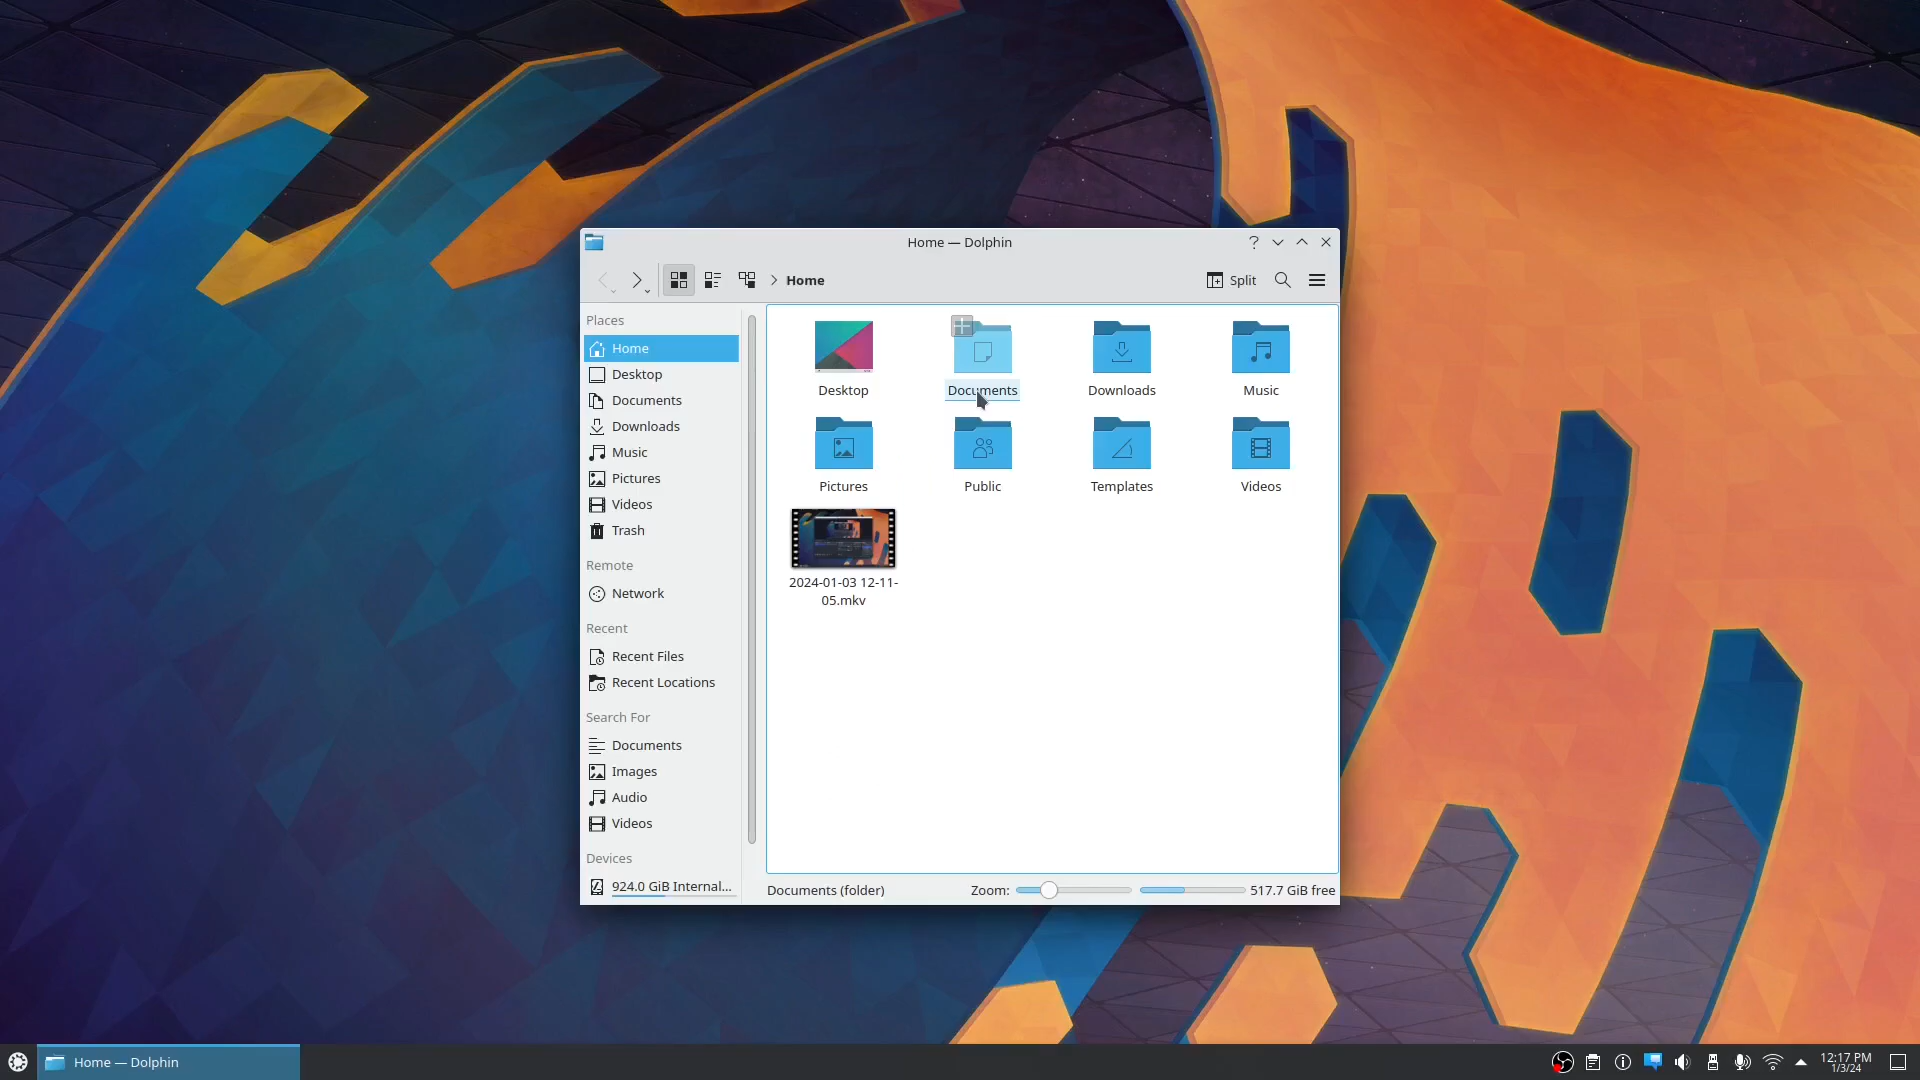 Home — Dolphin
?
Home
Split
Places
Home
Desktop
Documents
Downloads
Music
Pictures
Videos
Trash
Remote
Network
Recent
Recent Files
Recent Locations
Search For
Documents
Images
Audio
Videos
Devices
924.0 GiB Internal...
Desktop
Documents
Downloads
Music
Pictures
Public
Templates
Videos
2024-01-03 12-11-
05.mkv
Documents (folder)
Zoom:
517.7 GiB free
Home — Dolphin
12:17 PM
1/3/24